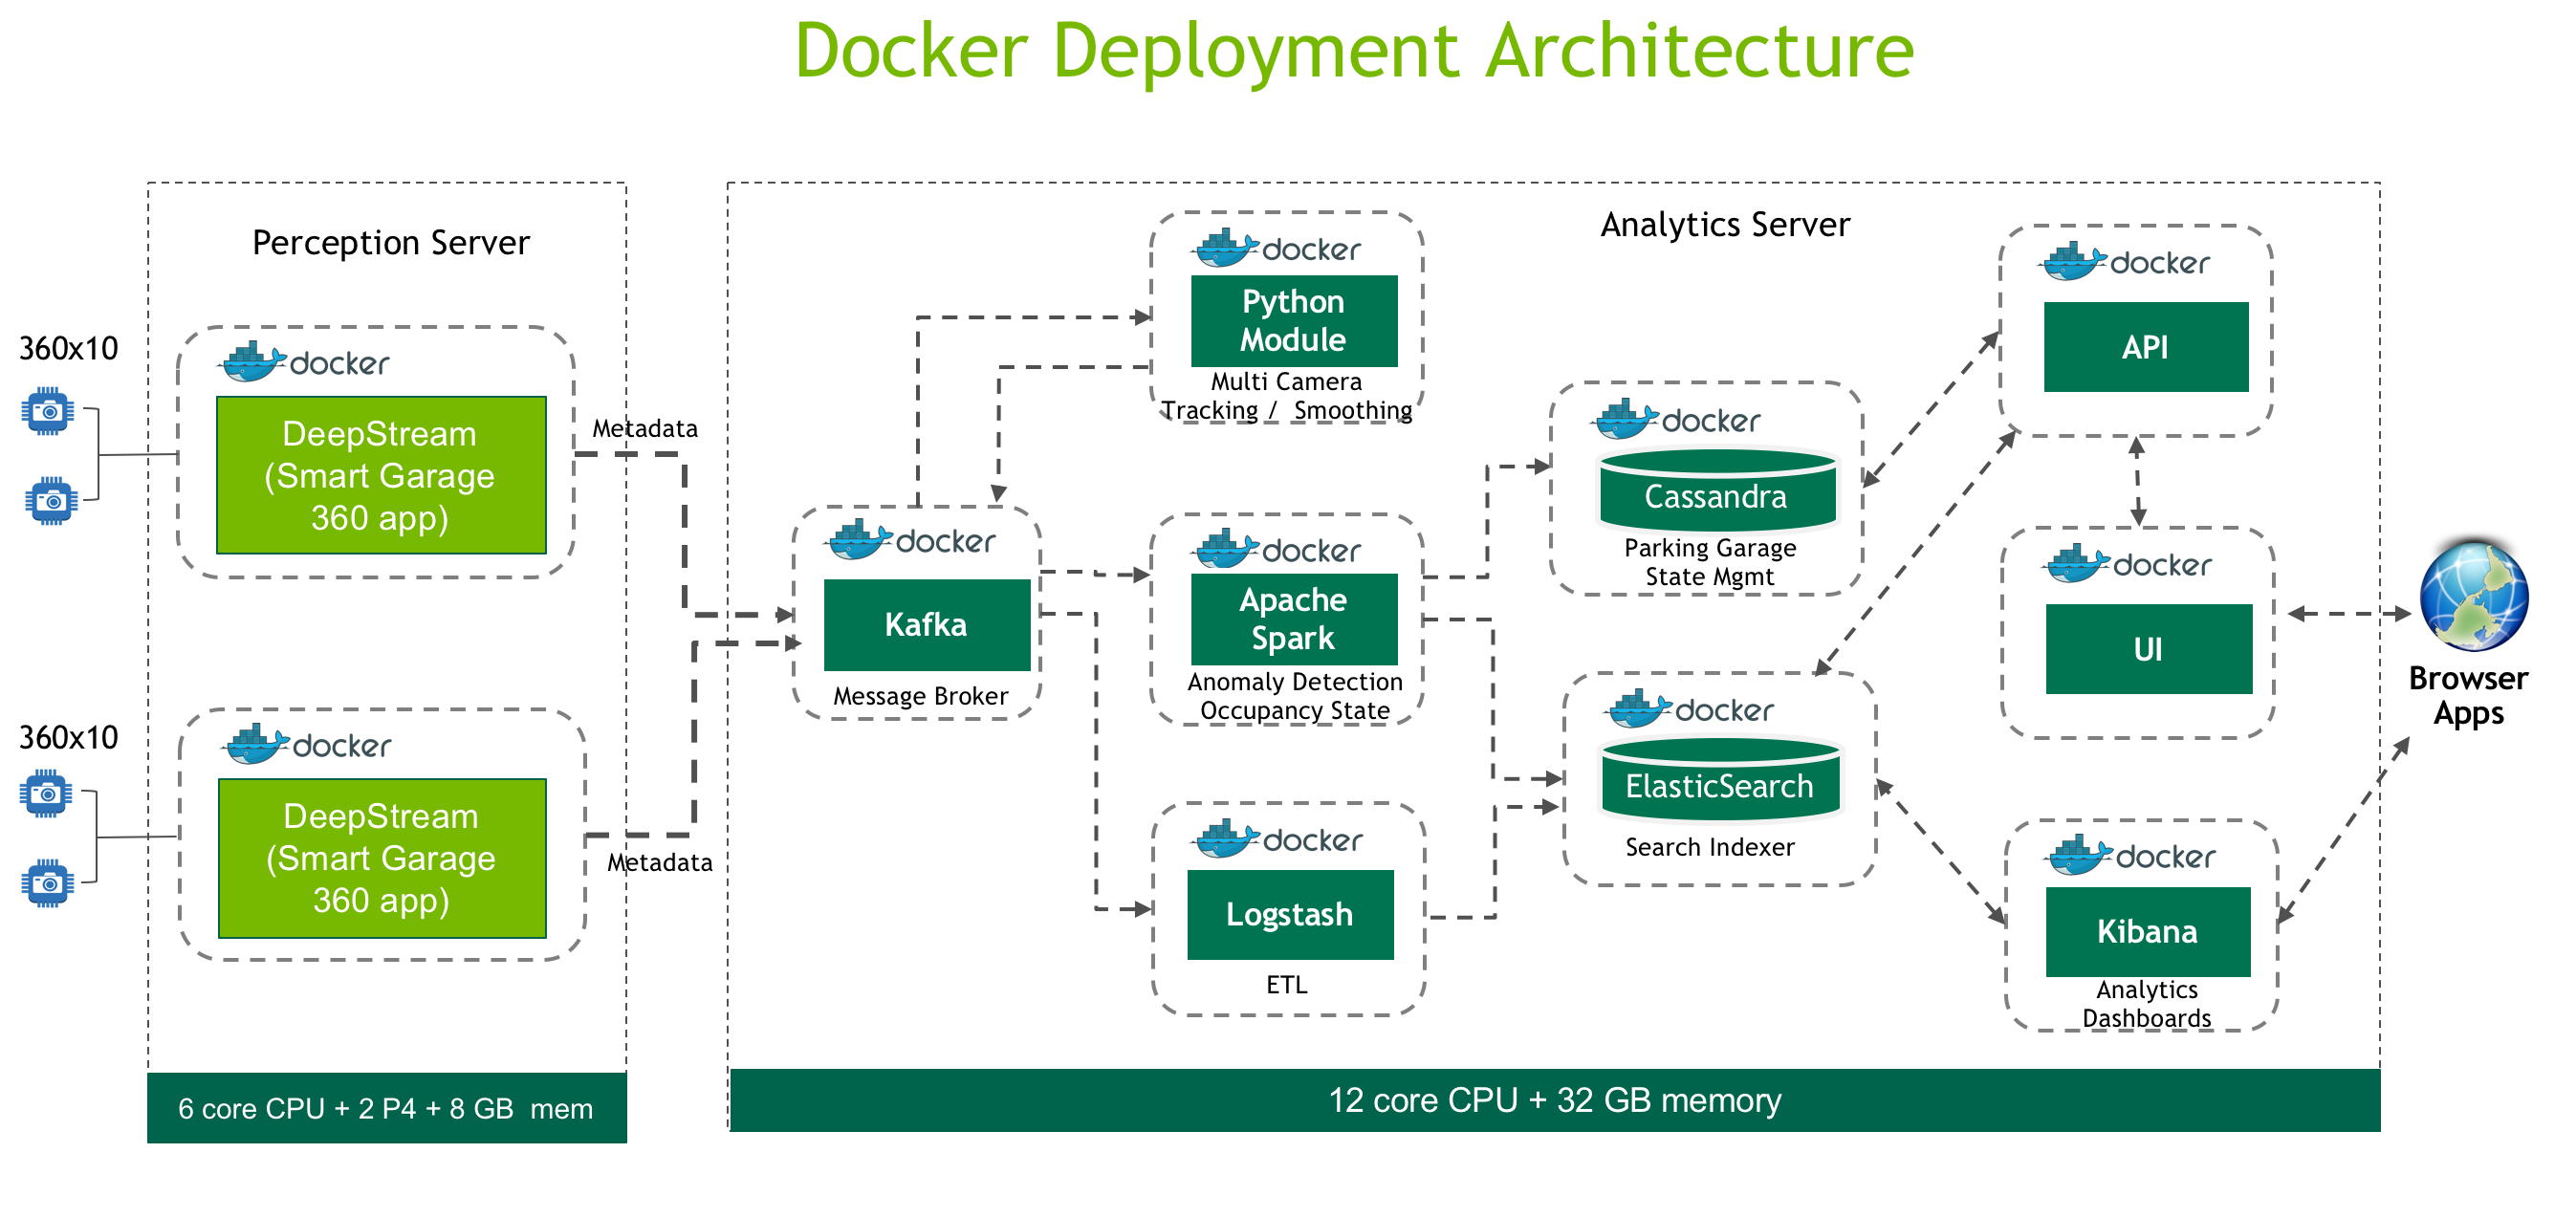 Docker Deployment Architecture
Perception Server
360x10
docker
DeepStream
(Smart Garage
360 app)
Metadata
360x10
docker
DeepStream
(Smart Garage
360 app)
Metadata
6 core CPU + 2 P4 + 8 GB  mem
Analytics Server
docker
Kafka
Message Broker
docker
Python
Module
Multi Camera
Tracking /  Smoothing
docker
Apache
Spark
Anomaly Detection
Occupancy State
docker
Logstash
ETL
docker
Cassandra
Parking Garage
State Mgmt
docker
ElasticSearch
Search Indexer
docker
API
docker
UI
docker
Kibana
Analytics
Dashboards
Browser
Apps
12 core CPU + 32 GB memory